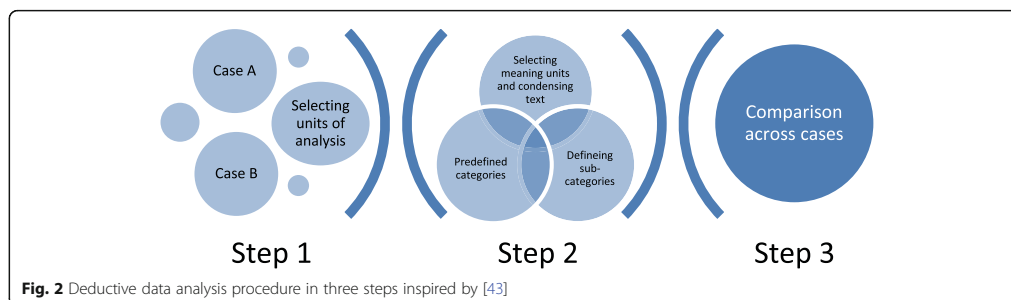 Case A
Selecting
units of
analysis
Case B
Step 1
Selecting
meaning units
and condensing
text
Predefined
categories
Defineing
sub-
categories
Step 2
Comparison
across cases
Step 3
Fig. 2 Deductive data analysis procedure in three steps inspired by [43]